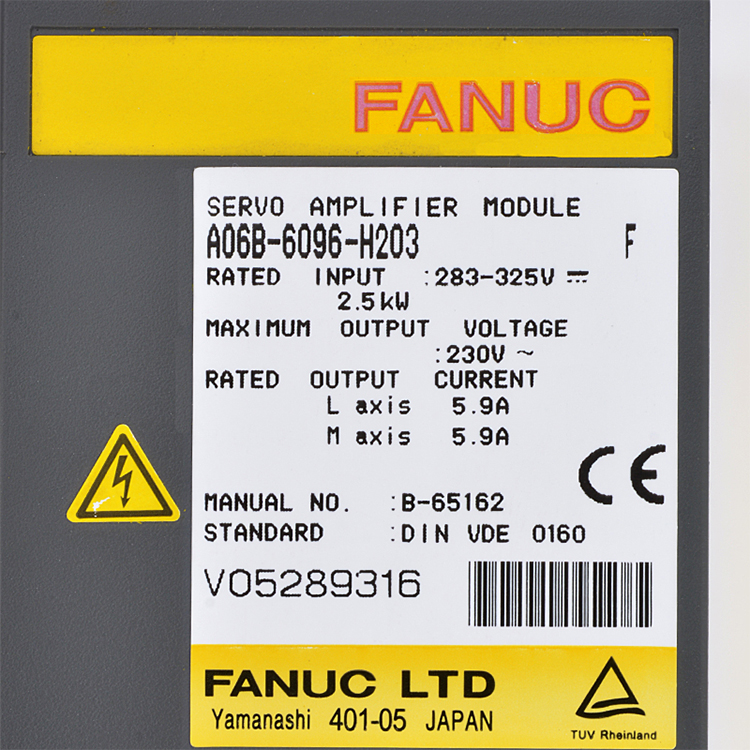 FANUC
SERVO AMPLIFIER MODULE
A06B-6096-H203 F
RATED INPUT :283-325V ⎓
2.5kW
MAXIMUM OUTPUT VOLTAGE
:230V ~
RATED OUTPUT CURRENT
L axis 5.9A
M axis 5.9A
CE
MANUAL NO. :B-65162
STANDARD :DIN VDE 0160
V05289316
FANUC LTD
Yamanashi 401-05 JAPAN
TUV Rheinland